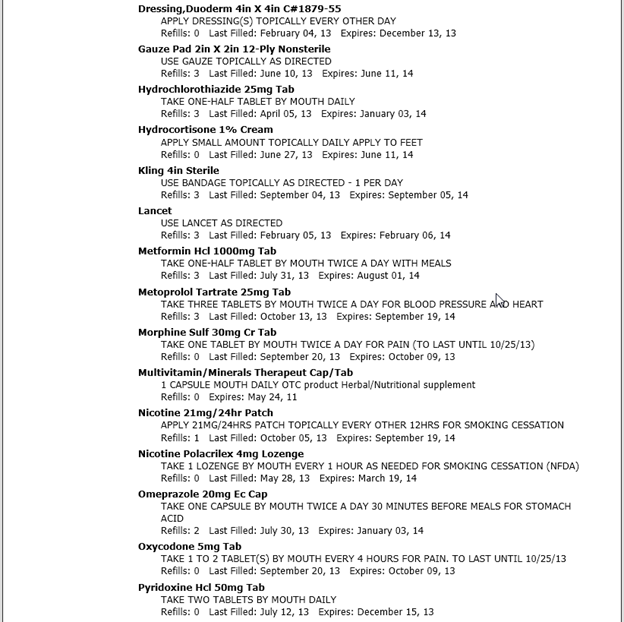 Dressing,Duoderm 4in X 4in C#1879-55
APPLY DRESSING(S) TOPICALLY EVERY OTHER DAY
Refills: 0 Last Filled: February 04, 13 Expires: December 13, 13
Gauze Pad 2in X 2in 12-Ply Nonsterile
USE GAUZE TOPICALLY AS DIRECTED
Refills: 3 Last Filled: June 10, 13 Expires: June 11, 14
Hydrochlorothiazide 25mg Tab
TAKE ONE-HALF TABLET BY MOUTH DAILY
Refills: 3 Last Filled: April 05, 13 Expires: January 03, 14
Hydrocortisone 1% Cream
APPLY SMALL AMOUNT TOPICALLY DAILY APPLY TO FEET
Refills: 0 Last Filled: June 27, 13 Expires: June 11, 14
Kling 4in Sterile
USE BANDAGE TOPICALLY AS DIRECTED - 1 PER DAY
Refills: 3 Last Filled: September 04, 13 Expires: September 05, 14
Lancet
USE LANCET AS DIRECTED
Refills: 3 Last Filled: February 05, 13 Expires: February 06, 14
Metformin Hcl 1000mg Tab
TAKE ONE-HALF TABLET BY MOUTH TWICE A DAY WITH MEALS
Refills: 3 Last Filled: July 31, 13 Expires: August 01, 14
Metoprolol Tartrate 25mg Tab
TAKE THREE TABLETS BY MOUTH TWICE A DAY FOR BLOOD PRESSURE AND HEART
Refills: 3 Last Filled: October 13, 13 Expires: September 19, 14
Morphine Sulf 30mg Cr Tab
TAKE ONE TABLET BY MOUTH TWICE A DAY FOR PAIN (TO LAST UNTIL 10/25/13)
Refills: 0 Last Filled: September 20, 13 Expires: October 09, 13
Multivitamin/Minerals Therapeut Cap/Tab
1 CAPSULE MOUTH DAILY OTC product Herbal/Nutritional supplement
Refills: 0 Expires: May 24, 11
Nicotine 21mg/24hr Patch
APPLY 21MG/24HRS PATCH TOPICALLY EVERY OTHER 12HRS FOR SMOKING CESSATION
Refills: 1 Last Filled: October 05, 13 Expires: September 19, 14
Nicotine Polacrilex 4mg Lozenge
TAKE 1 LOZENGE BY MOUTH EVERY 1 HOUR AS NEEDED FOR SMOKING CESSATION (NFDA)
Refills: 0 Last Filled: May 28, 13 Expires: March 19, 14
Omeprazole 20mg Ec Cap
TAKE ONE CAPSULE BY MOUTH TWICE A DAY 30 MINUTES BEFORE MEALS FOR STOMACH
ACID
Refills: 2 Last Filled: July 30, 13 Expires: January 03, 14
Oxycodone 5mg Tab
TAKE 1 TO 2 TABLET(S) BY MOUTH EVERY 4 HOURS FOR PAIN. TO LAST UNTIL 10/25/13
Refills: 0 Last Filled: September 20, 13 Expires: October 09, 13
Pyridoxine Hcl 50mg Tab
TAKE TWO TABLETS BY MOUTH DAILY
Refills: 0 Last Filled: July 12, 13 Expires: December 15, 13